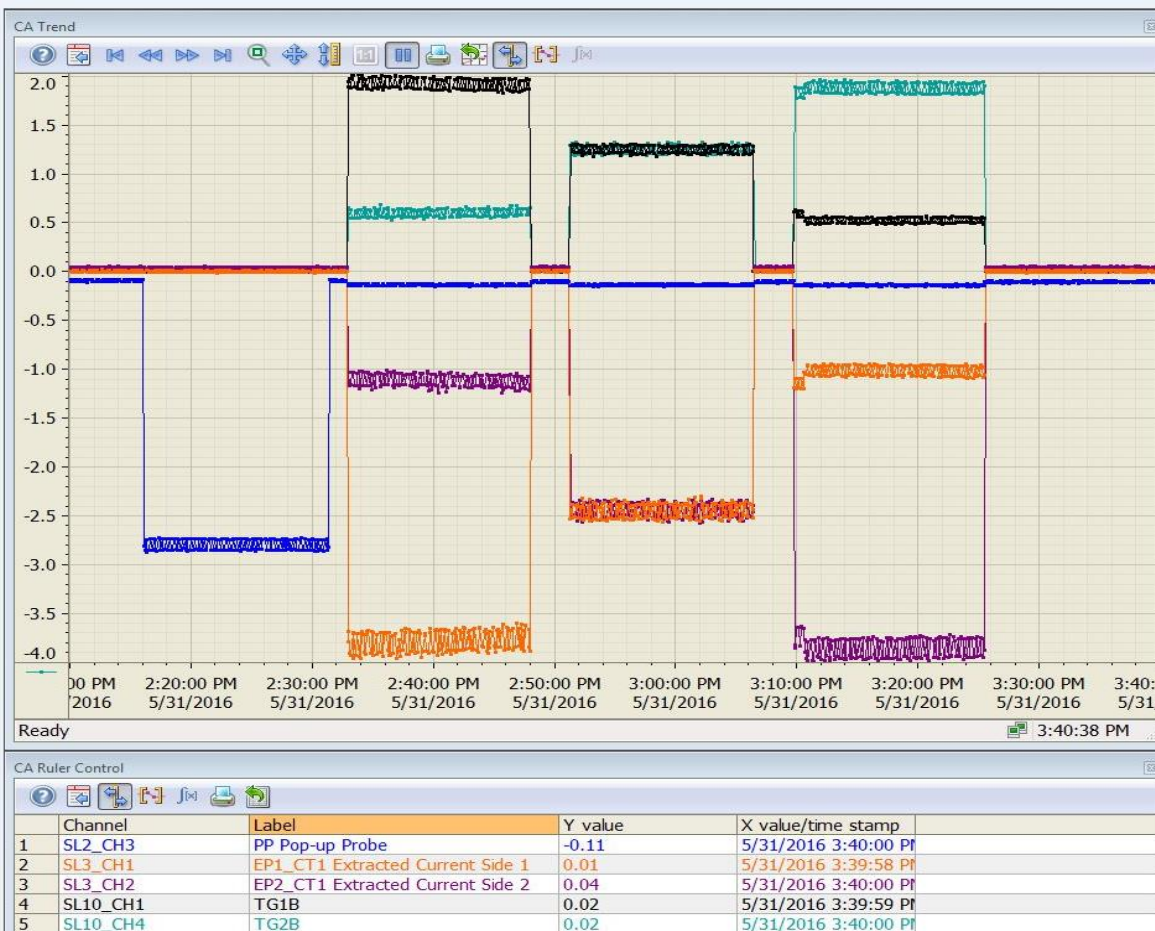 CA Trend
1:1
∫(x)
2.0
1.5
1.0
0.5
0.0
-0.5
-1.0
-1.5
-2.0
-2.5
-3.0
-3.5
-4.0
00 PM 2:20:00 PM 2:30:00 PM 2:40:00 PM 2:50:00 PM 3:00:00 PM 3:10:00 PM 3:20:00 PM 3:30:00 PM 3:40:
2016 5/31/2016 5/31/2016 5/31/2016 5/31/2016 5/31/2016 5/31/2016 5/31/2016 5/31/2016 5/31
Ready 3:40:38 PM
CA Ruler Control
∫(x)
Channel Label Y value X value/time stamp
1 SL2_CH3 PP Pop-up Probe -0.11 5/31/2016 3:40:00 PM
2 SL3_CH1 EP1_CT1 Extracted Current Side 1 0.01 5/31/2016 3:39:58 PM
3 SL3_CH2 EP2_CT1 Extracted Current Side 2 0.04 5/31/2016 3:40:00 PM
4 SL10_CH1 TG1B 0.02 5/31/2016 3:39:59 PM
5 SL10_CH4 TG2B 0.02 5/31/2016 3:40:00 PM